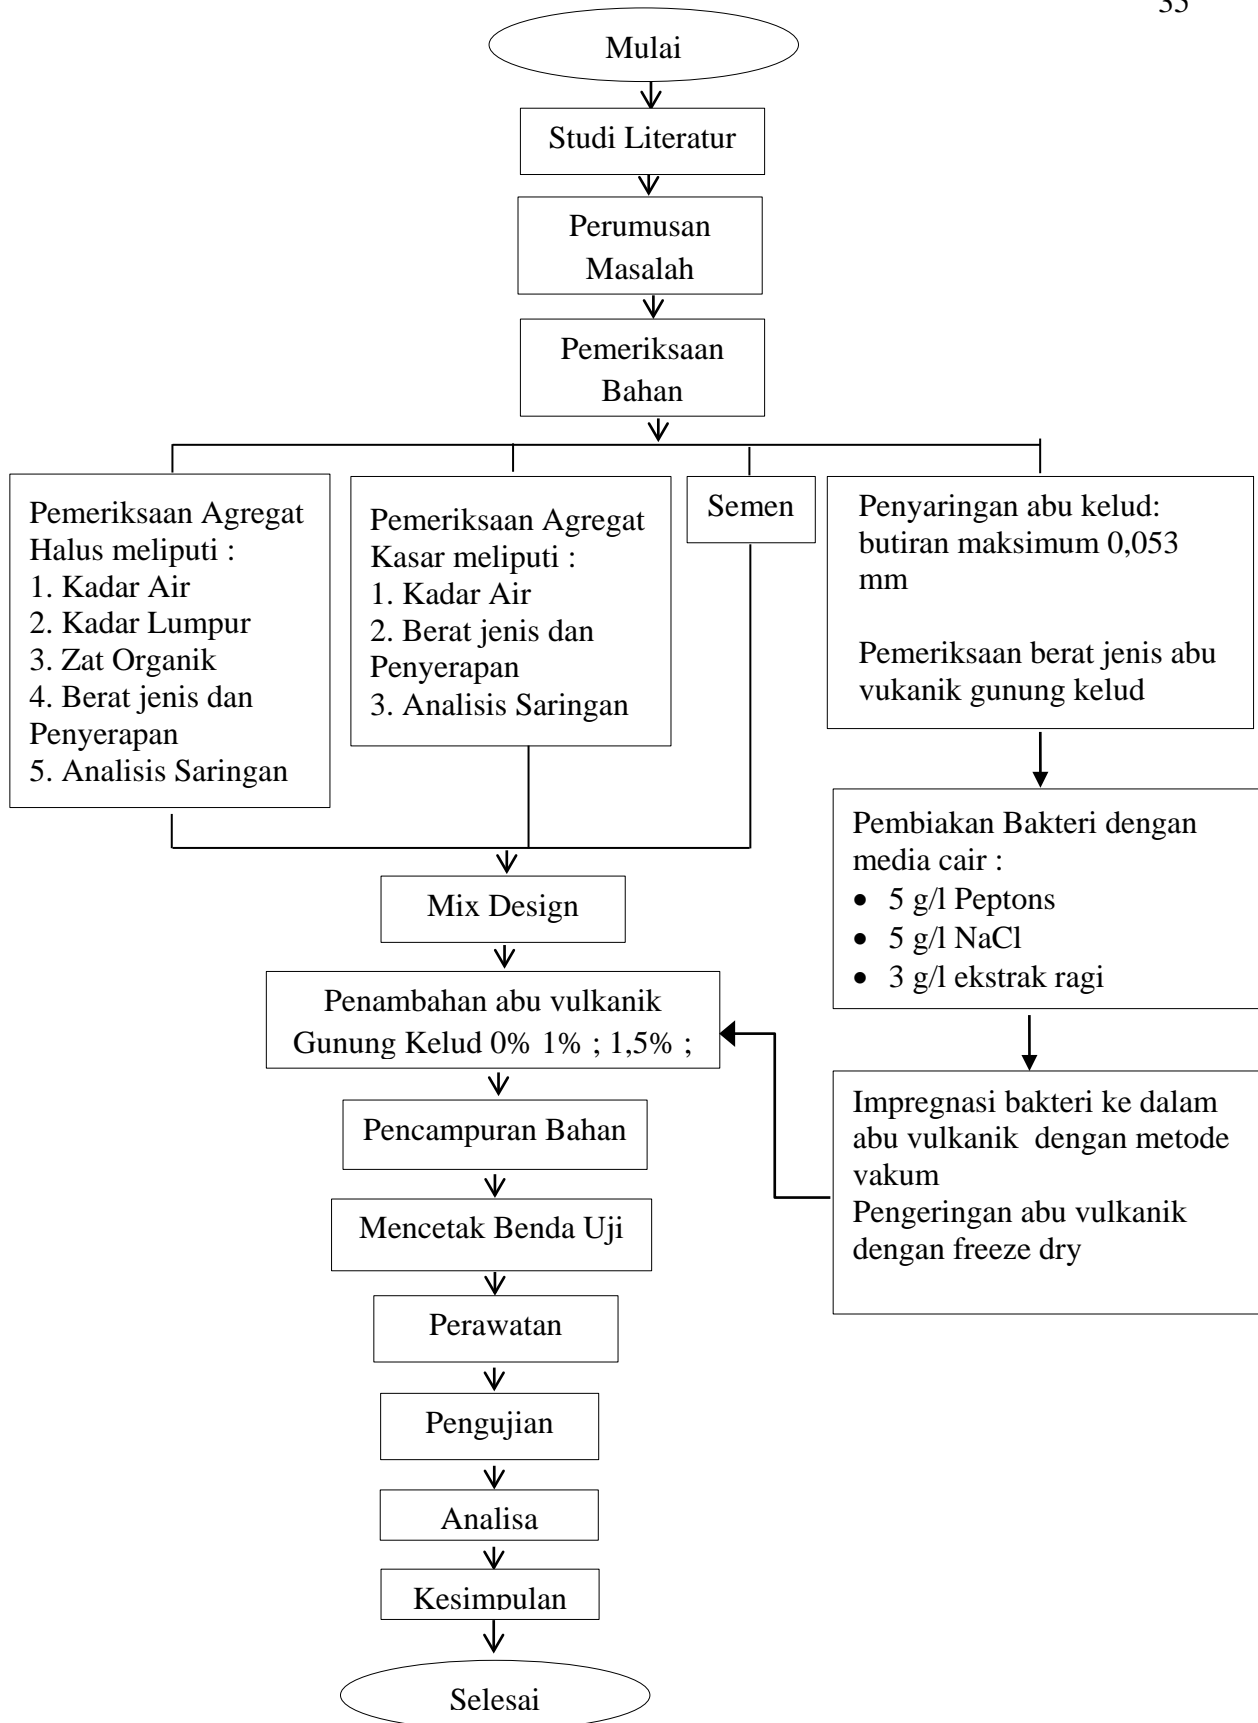 35
Mulai
Studi Literatur
Perumusan
Masalah
Pemeriksaan
Bahan
Pemeriksaan Agregat
Halus meliputi :
1. Kadar Air
2. Kadar Lumpur
3. Zat Organik
4. Berat jenis dan
Penyerapan
5. Analisis Saringan
Pemeriksaan Agregat
Kasar meliputi :
1. Kadar Air
2. Berat jenis dan
Penyerapan
3. Analisis Saringan
Semen
Penyaringan abu kelud:
butiran maksimum 0,053
mm
Pemeriksaan berat jenis abu
vukanik gunung kelud
Pembiakan Bakteri dengan
media cair :
• 5 g/l Peptons
• 5 g/l NaCl
• 3 g/l ekstrak ragi
Impregnasi bakteri ke dalam
abu vulkanik dengan metode
vakum
Pengeringan abu vulkanik
dengan freeze dry
Mix Design
Penambahan abu vulkanik
Gunung Kelud 0% 1% ; 1,5% ;
Pencampuran Bahan
Mencetak Benda Uji
Perawatan
Pengujian
Analisa
Kesimpulan
Selesai